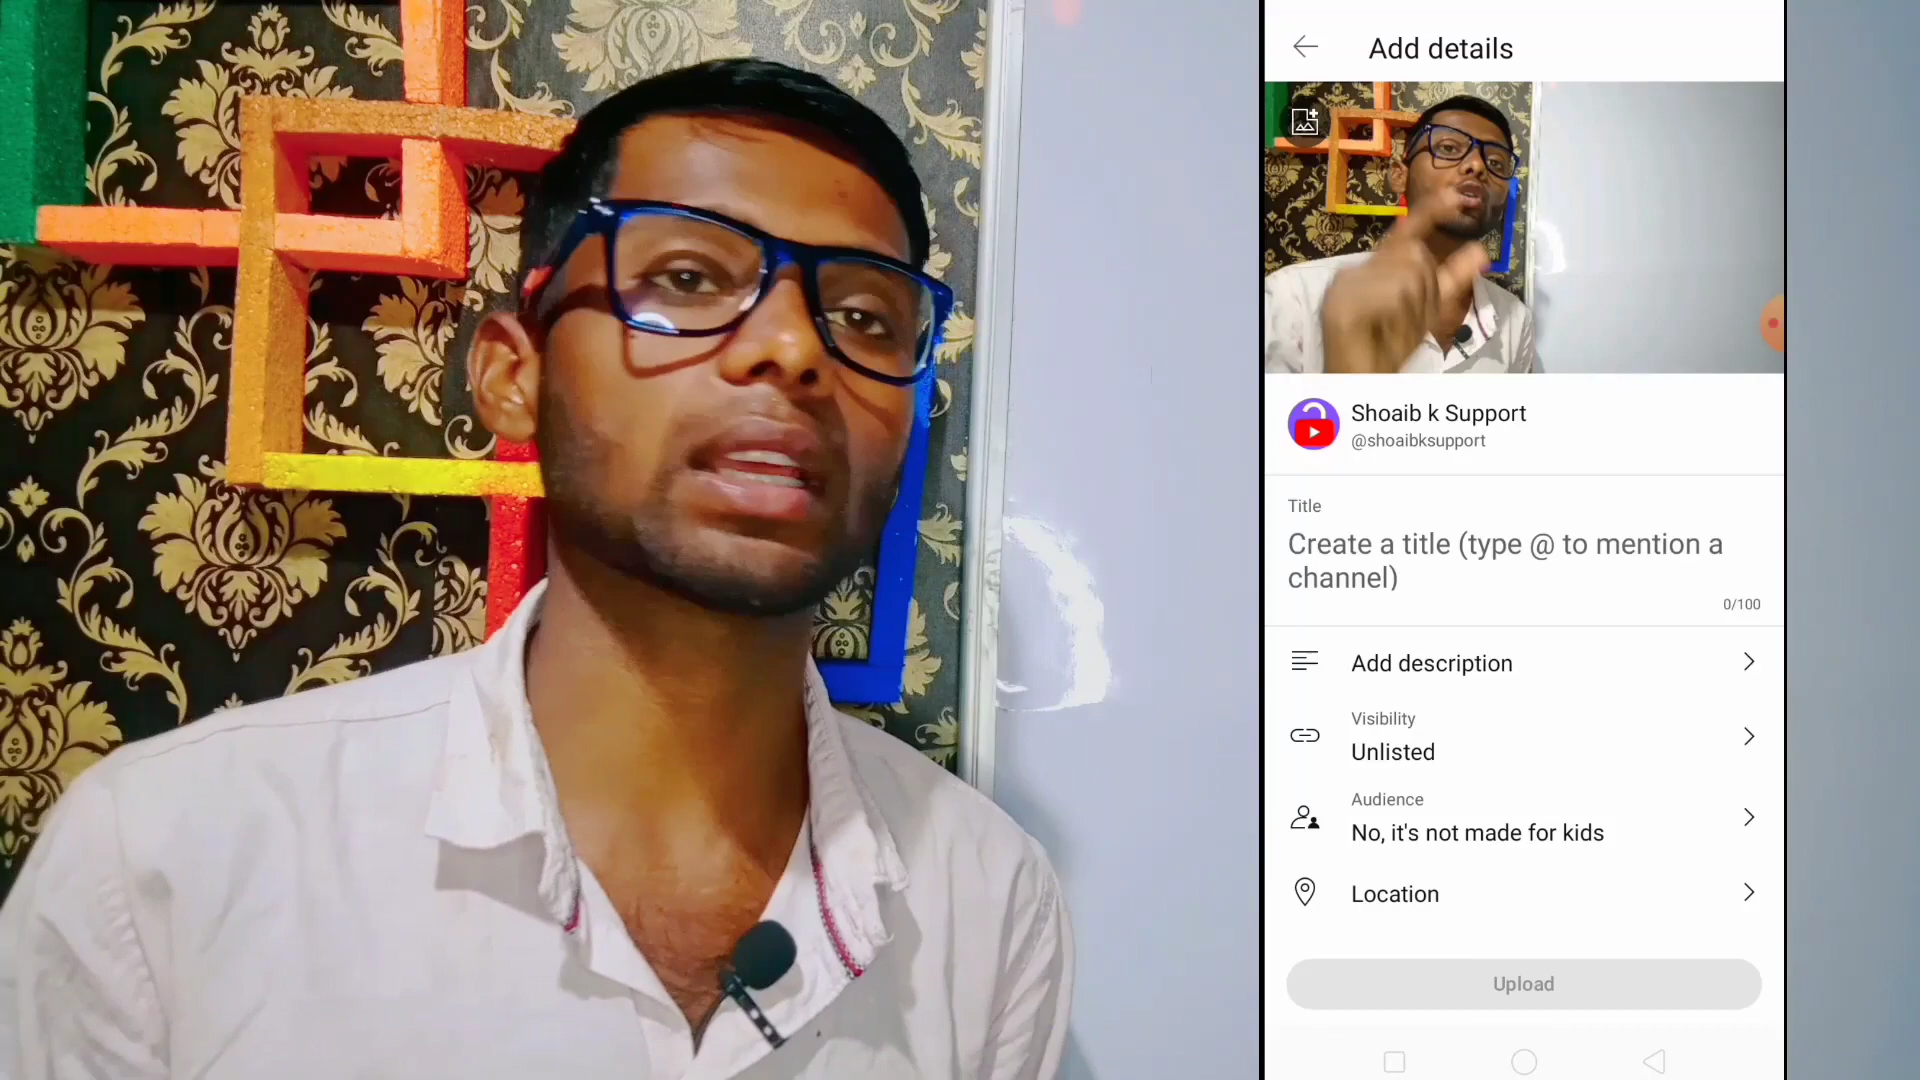 Add details
Shoaib k Support
@shoaibksupport
Title
Create a title (type @ to mention a
channel)
0/100
Add description
Visibility
Unlisted
Audience
No, it's not made for kids
Location
Upload